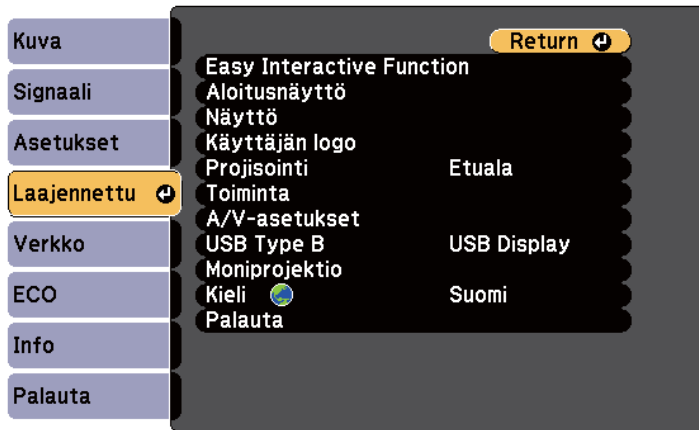 Kuva
Signaali
Asetukset
Laajennettu
Verkko
ECO
Info
Palauta
Return
Easy Interactive Function
Aloitusnäyttö
Näyttö
Käyttäjän logo
Projisointi Etuala
Toiminta
A/V-asetukset
USB Type B USB Display
Moniprojektio
Kieli Suomi
Palauta